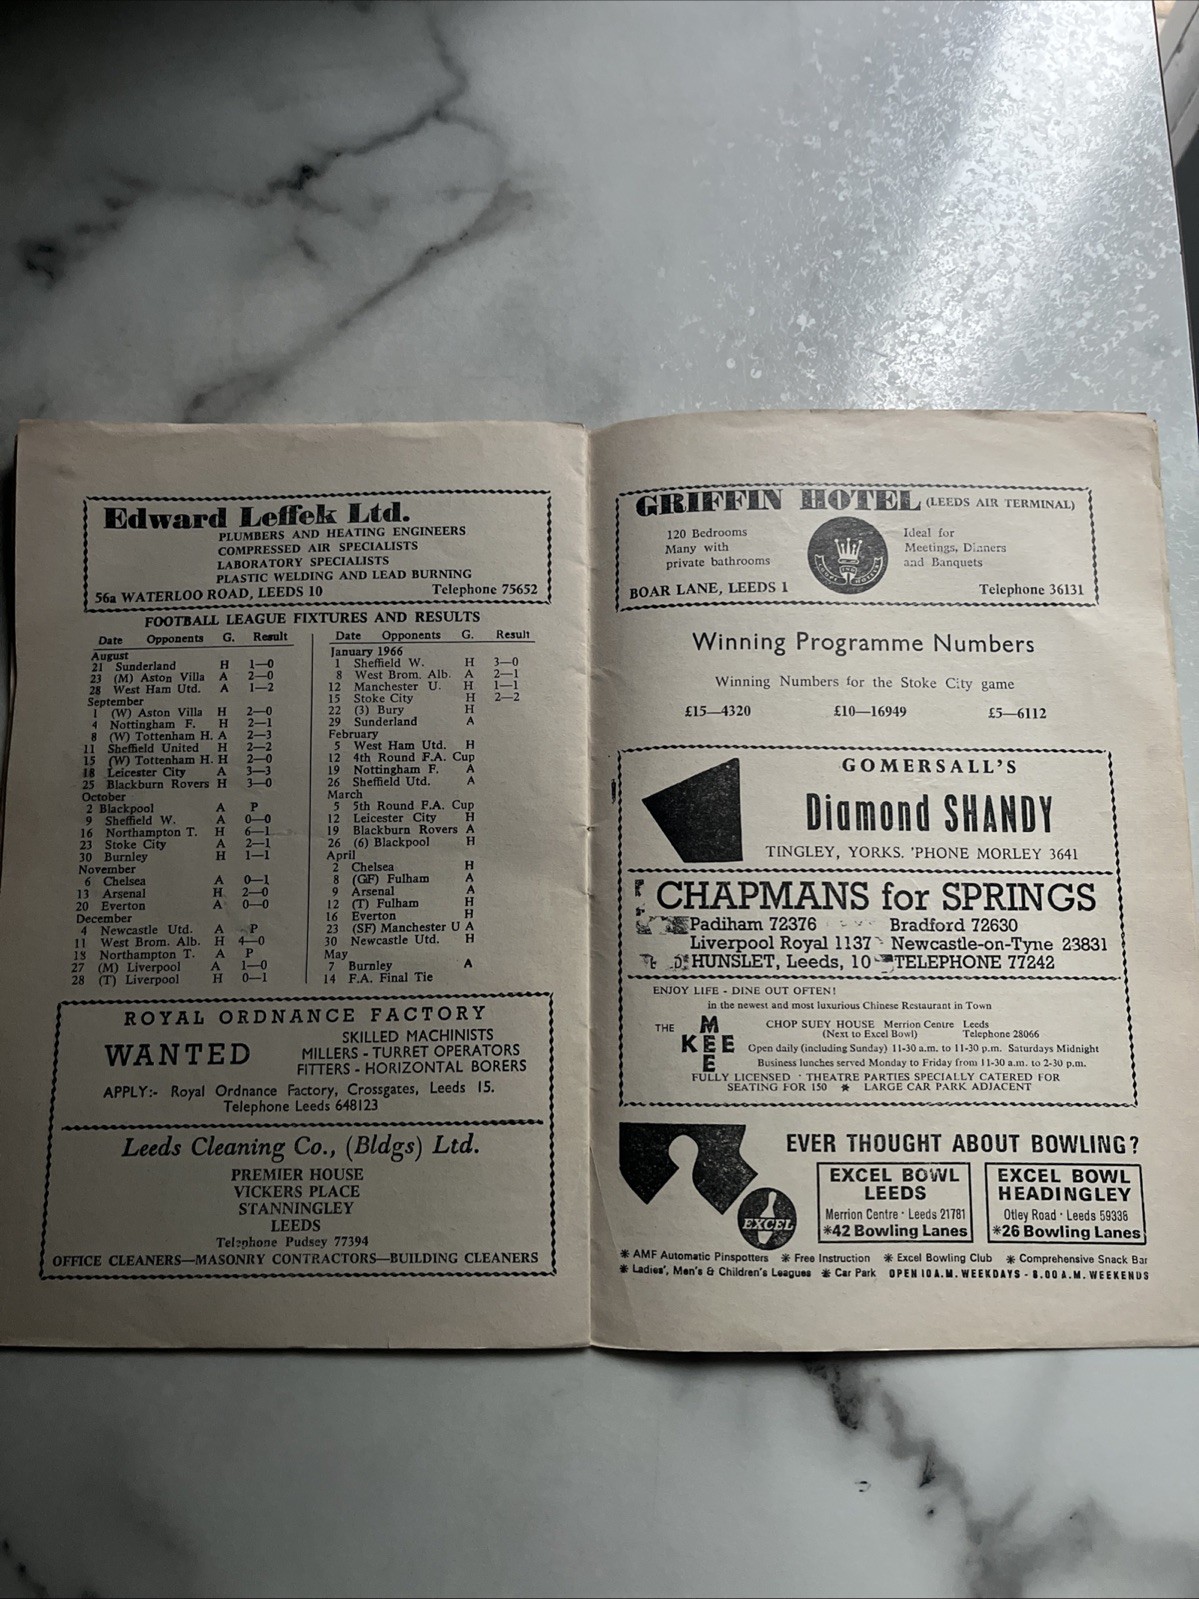 Edward Leffek Ltd.
PLUMBERS AND HEATING ENGINEERS
COMPRESSED AIR SPECIALISTS
LABORATORY SPECIALISTS
PLASTIC WELDING AND LEAD BURNING
56a WATERLOO ROAD, LEEDS 10 Telephone 75652
FOOTBALL LEAGUE FIXTURES AND RESULTS
Date Opponents G. Result
August
21 Sunderland H 1—0
23 (M) Aston Villa A 2—0
28 West Ham Utd. A 1—2
September
1 (W) Aston Villa H 2—0
4 Nottingham F. H 2—1
8 (W) Tottenham H. A 2—3
11 Sheffield United H 2—2
15 (W) Tottenham H. H 2—0
18 Leicester City A 3—3
25 Blackburn Rovers H 3—0
October
2 Blackpool A P
9 Sheffield W. A 0—0
16 Northampton T. H 6—1
23 Stoke City A 2—1
30 Burnley H 1—1
November
6 Chelsea A 0—1
13 Arsenal H 2—0
20 Everton A 0—0
December
4 Newcastle Utd. A P
11 West Brom. Alb. H 4—0
18 Northampton T. A P
27 (M) Liverpool A 1—0
28 (T) Liverpool H 0—1
Date Opponents G. Result
January 1966
1 Sheffield W. H 3—0
8 West Brom. Alb. A 2—1
12 Manchester U. H 1—1
15 Stoke City H 2—2
22 (3) Bury H
29 Sunderland A
February
5 West Ham Utd. H
12 4th Round F.A. Cup
19 Nottingham F. A
26 Sheffield Utd. A
March
5 5th Round F.A. Cup
12 Leicester City H
19 Blackburn Rovers A
26 (6) Blackpool H
April
2 Chelsea H
8 (GF) Fulham A
9 Arsenal A
12 (T) Fulham H
16 Everton H
23 (SF) Manchester U A
30 Newcastle Utd. H
May
7 Burnley A
14 F.A. Final Tie
ROYAL ORDNANCE FACTORY
WANTED
SKILLED MACHINISTS
MILLERS - TURRET OPERATORS
FITTERS - HORIZONTAL BORERS
APPLY:- Royal Ordnance Factory, Crossgates, Leeds 15.
Telephone Leeds 648123
Leeds Cleaning Co., (Bldgs) Ltd.
PREMIER HOUSE
VICKERS PLACE
STANNINGLEY
LEEDS
Telephone Pudsey 77394
OFFICE CLEANERS—MASONRY CONTRACTORS—BUILDING CLEANERS
GRIFFIN HOTEL (LEEDS AIR TERMINAL)
120 Bedrooms
Many with
private bathrooms
Ideal for
Meetings, Dinners
and Banquets
BOAR LANE, LEEDS 1 Telephone 36131
Winning Programme Numbers
Winning Numbers for the Stoke City game
£15—4320 £10—16949 £5—6112
GOMERSALL'S
Diamond SHANDY
TINGLEY, YORKS. 'PHONE MORLEY 3641
CHAPMANS for SPRINGS
Padiham 72376 Bradford 72630
Liverpool Royal 1137 Newcastle-on-Tyne 23831
HUNSLET, Leeds, 10 TELEPHONE 77242
ENJOY LIFE - DINE OUT OFTEN!
in the newest and most luxurious Chinese Restaurant in Town
THE MEE KEE
CHOP SUEY HOUSE Merrion Centre Leeds
(Next to Excel Bowl) Telephone 28066
Open daily (including Sunday) 11-30 a.m. to 11-30 p.m. Saturdays Midnight
Business lunches served Monday to Friday from 11-30 a.m. to 2-30 p.m.
FULLY LICENSED · THEATRE PARTIES SPECIALLY CATERED FOR
SEATING FOR 150 * LARGE CAR PARK ADJACENT
EVER THOUGHT ABOUT BOWLING?
EXCEL
EXCEL BOWL
LEEDS
Merrion Centre · Leeds 21781
*42 Bowling Lanes
EXCEL BOWL
HEADINGLEY
Otley Road · Leeds 59336
*26 Bowling Lanes
* AMF Automatic Pinspotters * Free Instruction * Excel Bowling Club * Comprehensive Snack Bar
* Ladies', Men's & Children's Leagues * Car Park OPEN 10 A.M. WEEKDAYS - 8.00 A.M. WEEKENDS